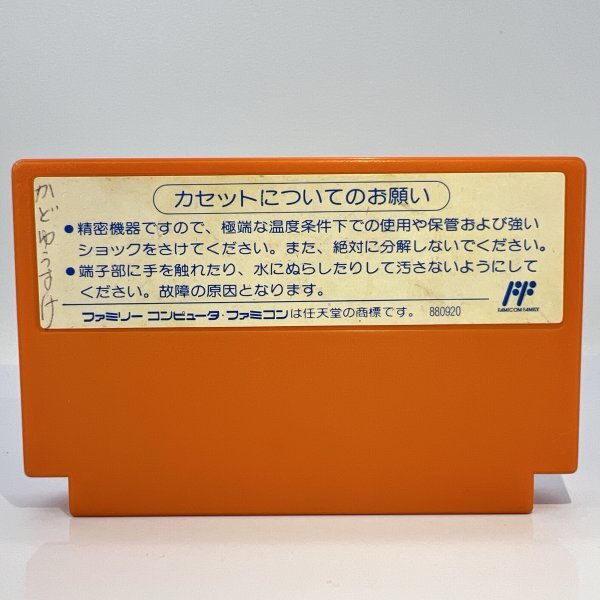 カセットについてのお願い
●精密機器ですので、極端な温度条件下での使用や保管および強い
ショックをさけてください。また、絶対に分解しないでください。
●端子部に手を触れたり、水にぬらしたりして汚さないようにして
ください。故障の原因となります。
ファミリー コンピュータ・ファミコンは任天堂の商標です。 880920
FF
FAMICOM FAMILY
かどゆうすけ